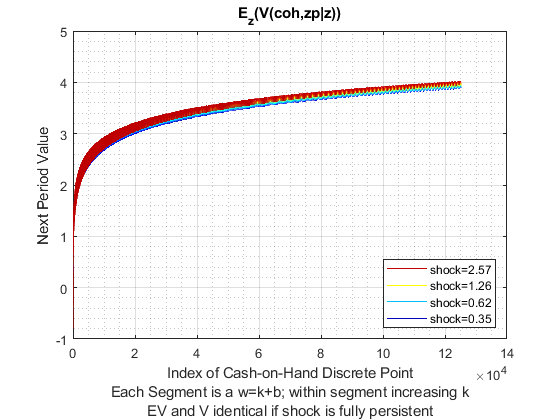 E_z(V(coh,zp|z))
5
4
3
2
1
0
-1
Next Period Value
shock=2.57
shock=1.26
shock=0.62
shock=0.35
0 2 4 6 8 10 12 14
×10^4
Index of Cash-on-Hand Discrete Point
Each Segment is a w=k+b; within segment increasing k
EV and V identical if shock is fully persistent